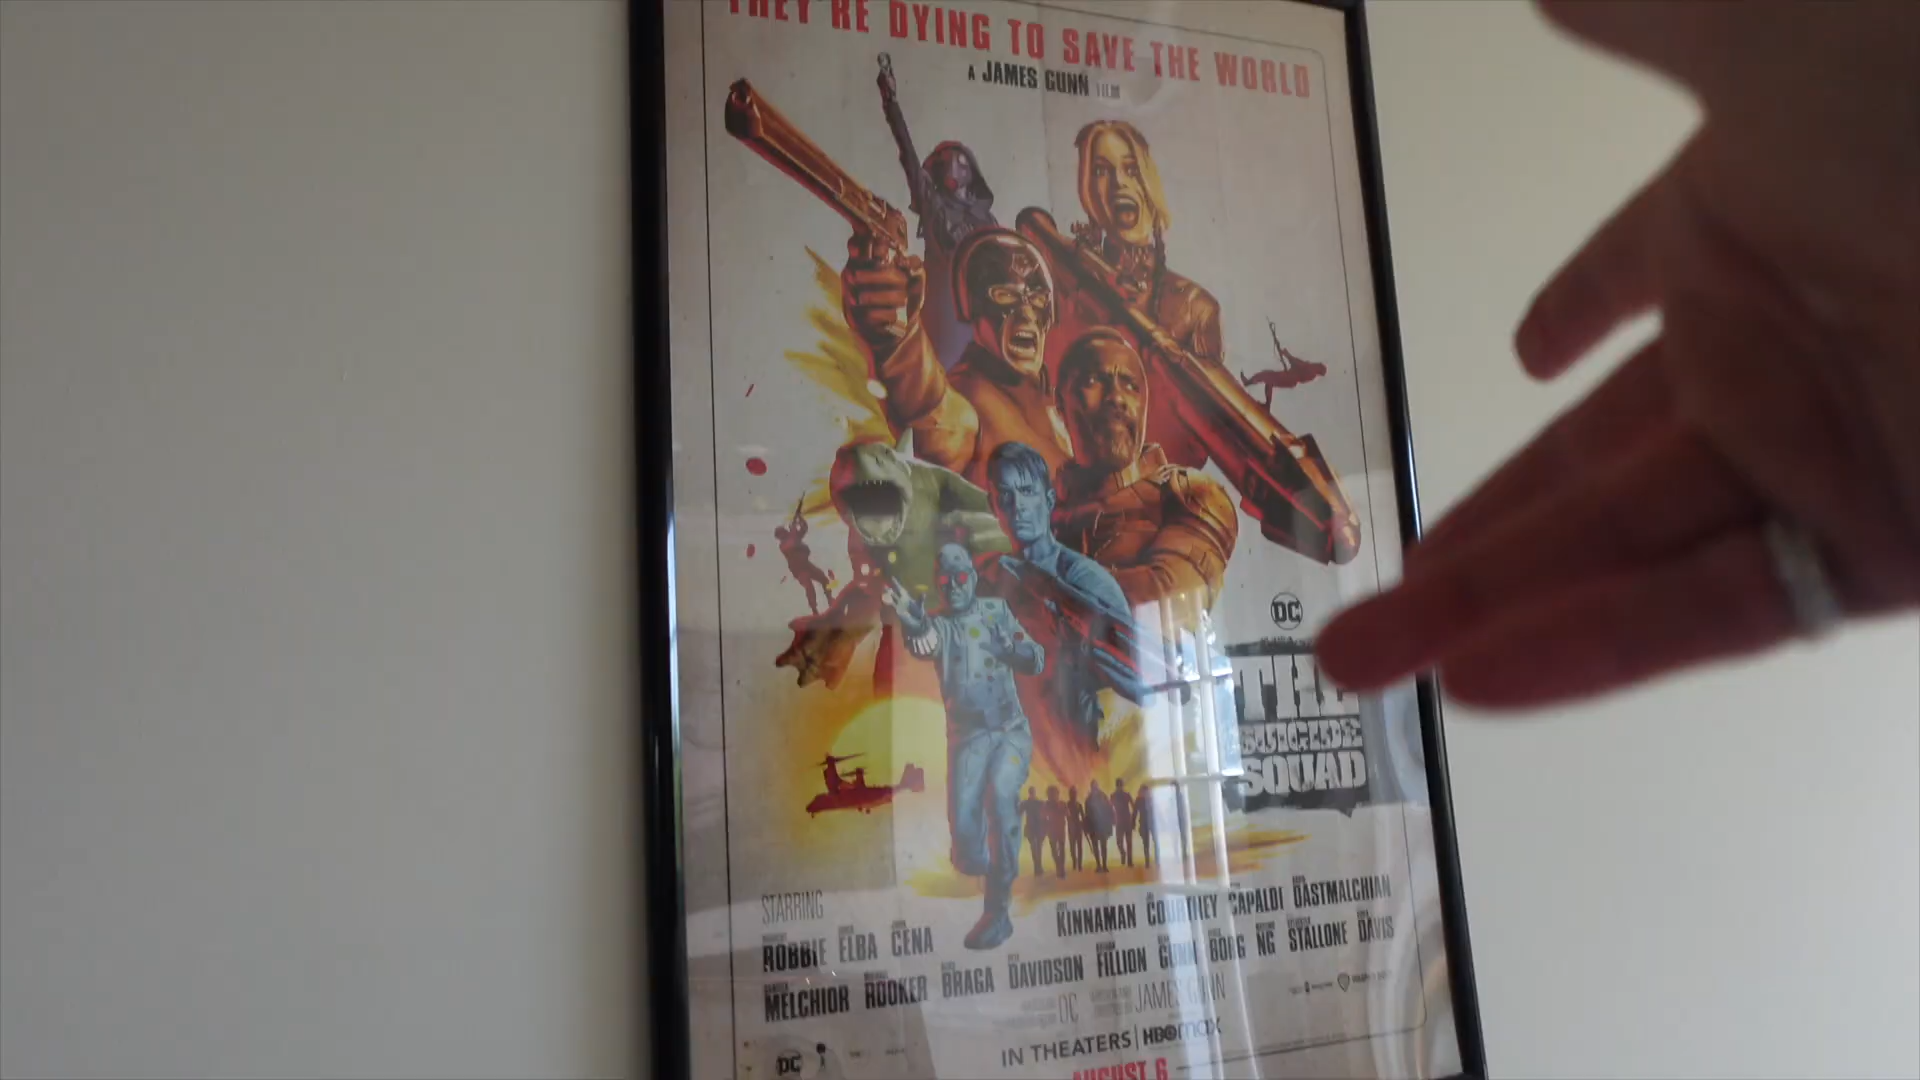 THEY'RE DYING TO SAVE THE WORLD
A JAMES GUNN FILM
DC
THE
SUICIDE
SQUAD
STARRING
ROBBIE ELBA CENA KINNAMAN COURTNEY CAPALDI DASTMALCHIAN
MELCHIOR ROOKER BRAGA DAVIDSON FILLION GUNN BORG NG STALLONE DAVIS
DC JAMES GUNN
IN THEATERS | HBOMAX
DC
AUGUST 6